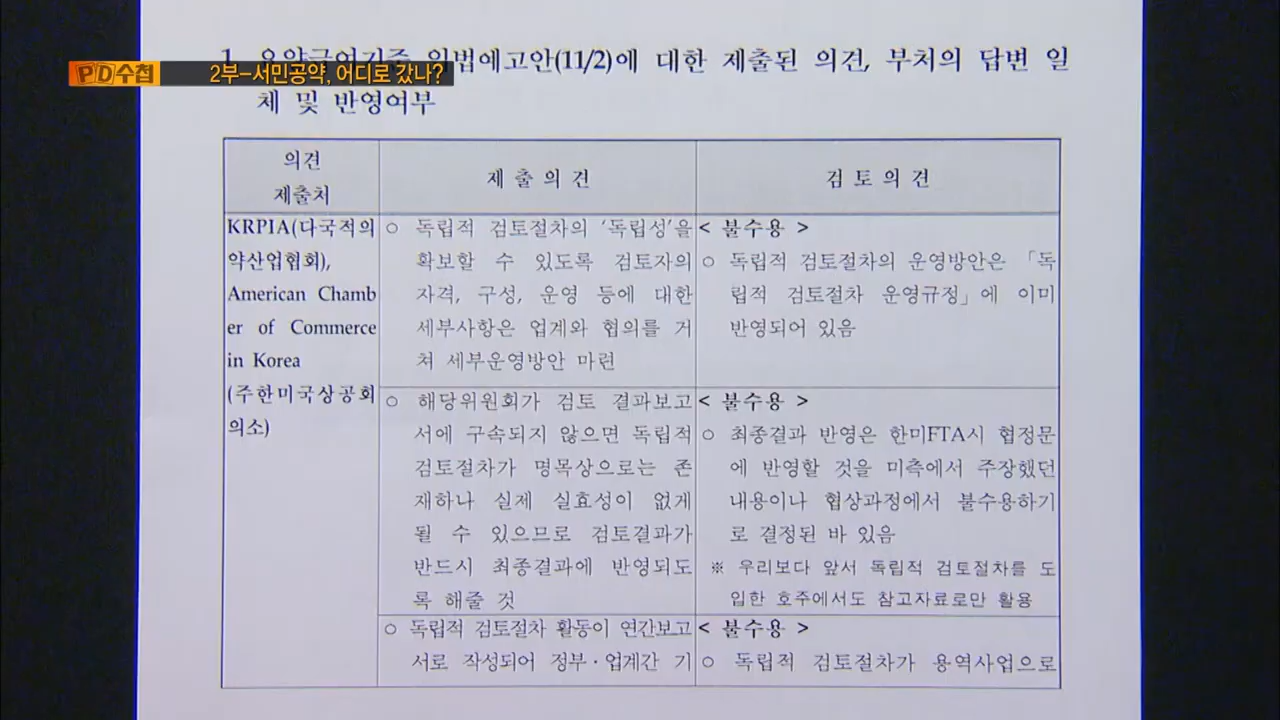 PD수첩 2부-서민공약, 어디로 갔나?
1. 요양급여기준 입법예고안(11/2)에 대한 제출된 의견, 부처의 답변 일
체 및 반영여부
의견
제출처
제 출 의 견
검 토 의 견
KRPIA(다국적의
약산업협회),
American Chamb
er of Commerce
in Korea
(주한미국상공회
의소)
○ 독립적 검토절차의 ‘독립성’을
확보할 수 있도록 검토자의
자격, 구성, 운영 등에 대한
세부사항은 업계와 협의를 거
쳐 세부운영방안 마련
< 불수용 >
○ 독립적 검토절차의 운영방안은 「독
립적 검토절차 운영규정」에 이미
반영되어 있음
○ 해당위원회가 검토 결과보고
서에 구속되지 않으면 독립적
검토절차가 명목상으로는 존
재하나 실제 실효성이 없게
될 수 있으므로 검토결과가
반드시 최종결과에 반영되도
록 해줄 것
< 불수용 >
○ 최종결과 반영은 한미FTA시 협정문
에 반영할 것을 미측에서 주장했던
내용이나 협상과정에서 불수용하기
로 결정된 바 있음
※ 우리보다 앞서 독립적 검토절차를 도
입한 호주에서도 참고자료로만 활용
○ 독립적 검토절차 활동이 연간보고
서로 작성되어 정부·업계간 기
< 불수용 >
○ 독립적 검토절차가 용역사업으로